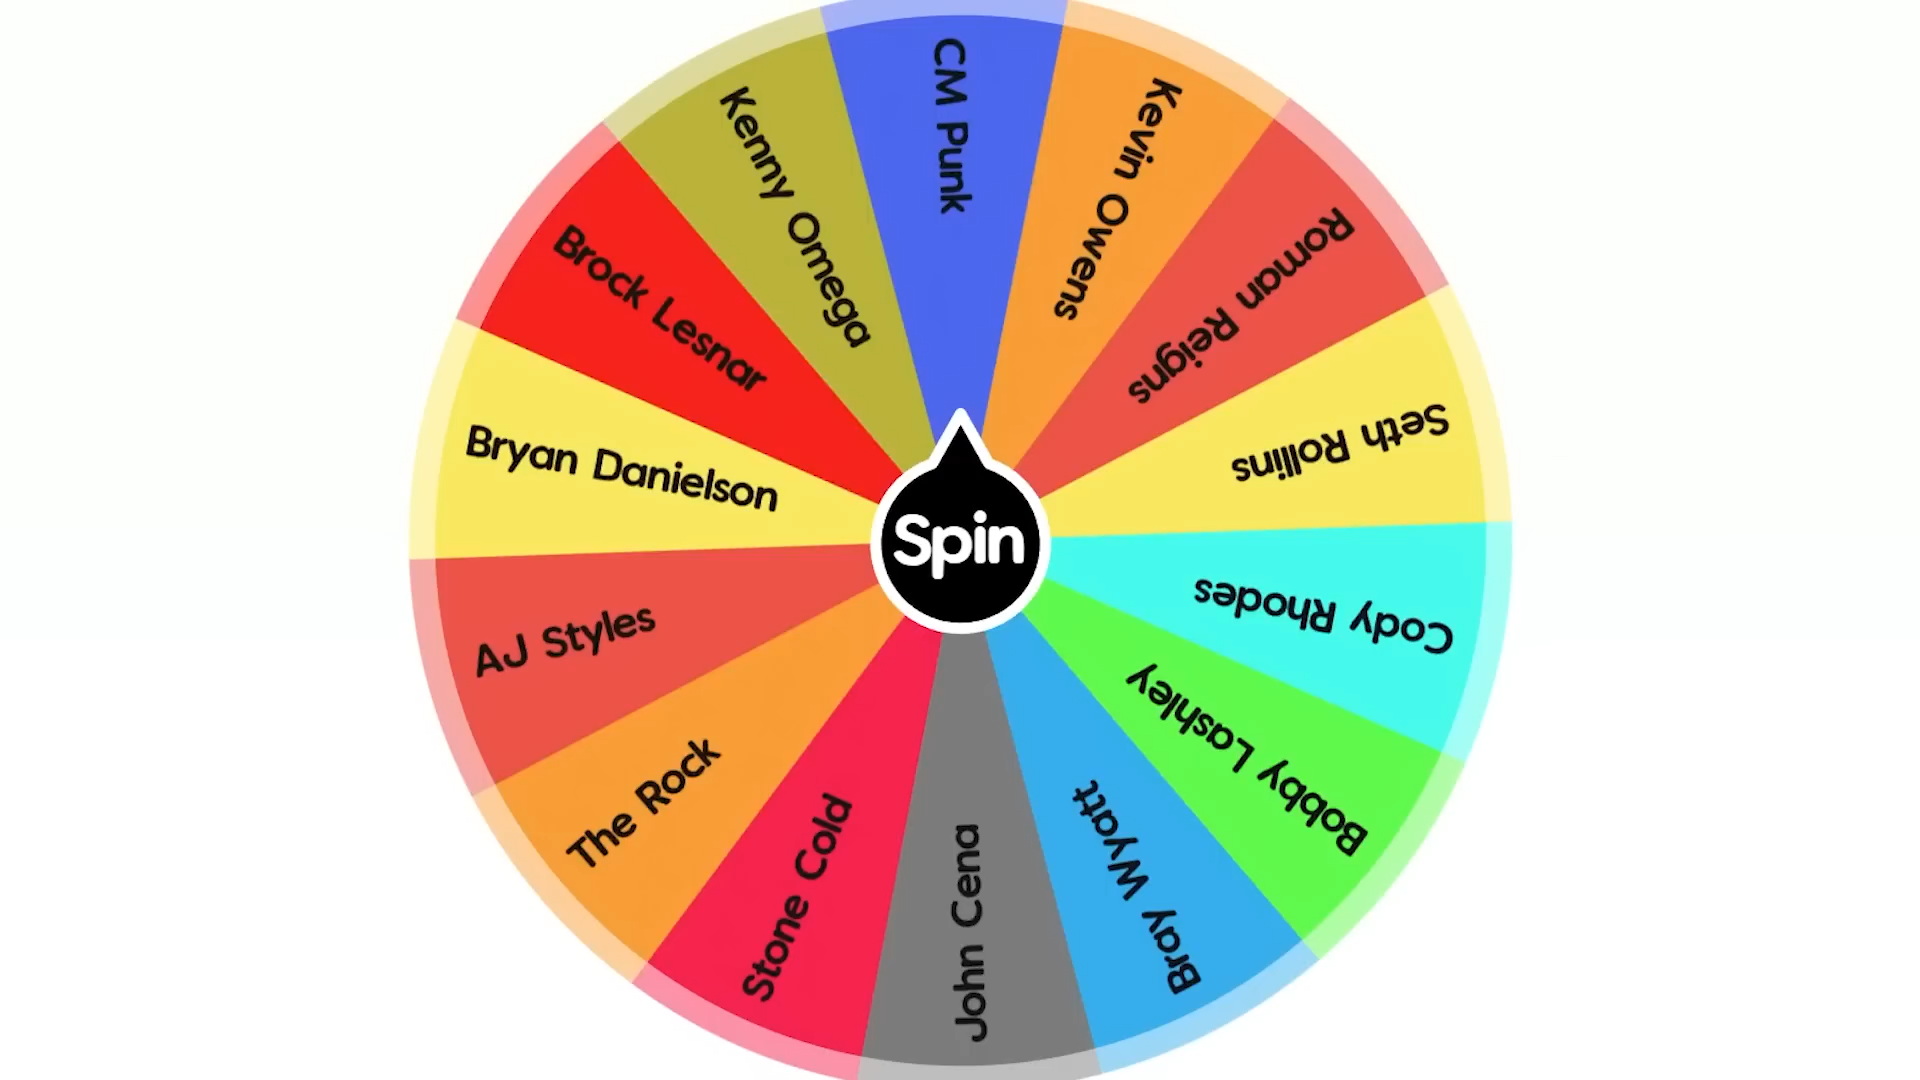 CM Punk
Kevin Owens
Roman Reigns
Seth Rollins
Cody Rhodes
Bobby Lashley
Bray Wyatt
John Cena
Stone Cold
The Rock
AJ Styles
Bryan Danielson
Brock Lesnar
Kenny Omega
Spin